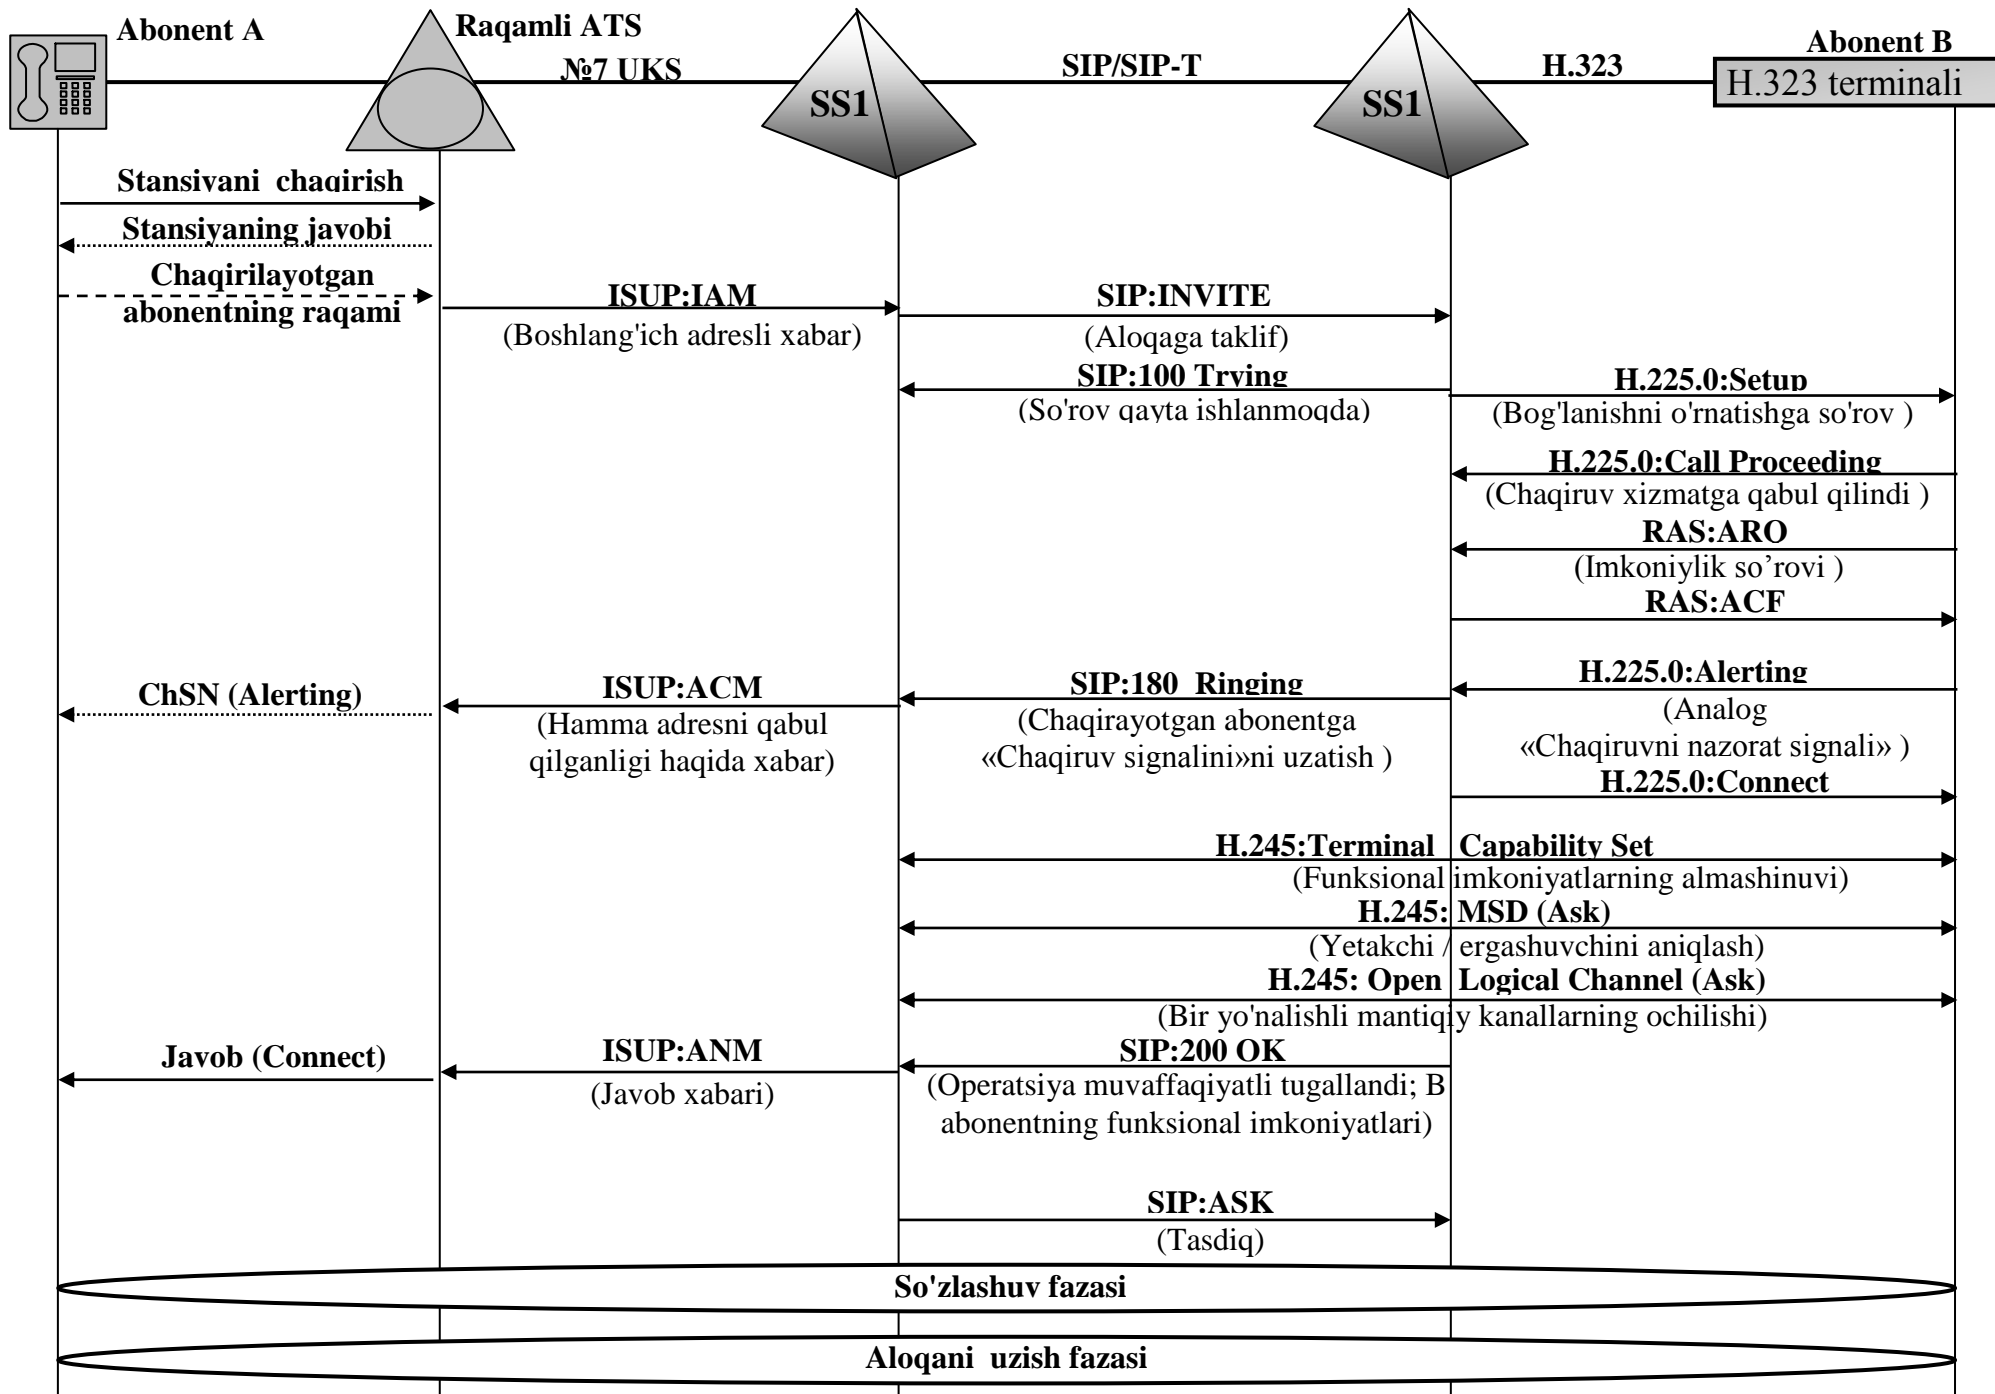 Abonent A
Raqamli ATS
№7 UKS
SIP/SIP-T
H.323
Abonent B
H.323 terminali
SS1
SS1
Stansiyani chaqirish
Stansiyaning javobi
Chaqirilayotgan
abonentning raqami
ISUP:IAM
(Boshlang'ich adresli xabar)
SIP:INVITE
(Aloqaga taklif)
SIP:100 Trying
(So'rov qayta ishlanmoqda)
H.225.0:Setup
(Bog'lanishni o'rnatishga so'rov )
H.225.0:Call Proceeding
(Chaqiruv xizmatga qabul qilindi )
RAS:ARO
(Imkoniylik so’rovi )
RAS:ACF
H.225.0:Alerting
(Analog
«Chaqiruvni nazorat signali» )
SIP:180 Ringing
(Chaqirayotgan abonentga
«Chaqiruv signalini»ni uzatish )
ISUP:ACM
(Hamma adresni qabul
qilganligi haqida xabar)
ChSN (Alerting)
H.225.0:Connect
H.245:Terminal Capability Set
(Funksional imkoniyatlarning almashinuvi)
H.245: MSD (Ask)
(Yetakchi / ergashuvchini aniqlash)
H.245: Open Logical Channel (Ask)
(Bir yo'nalishli mantiqiy kanallarning ochilishi)
SIP:200 OK
(Operatsiya muvaffaqiyatli tugallandi; B
abonentning funksional imkoniyatlari)
ISUP:ANM
(Javob xabari)
Javob (Connect)
SIP:ASK
(Tasdiq)
So'zlashuv fazasi
Aloqani uzish fazasi